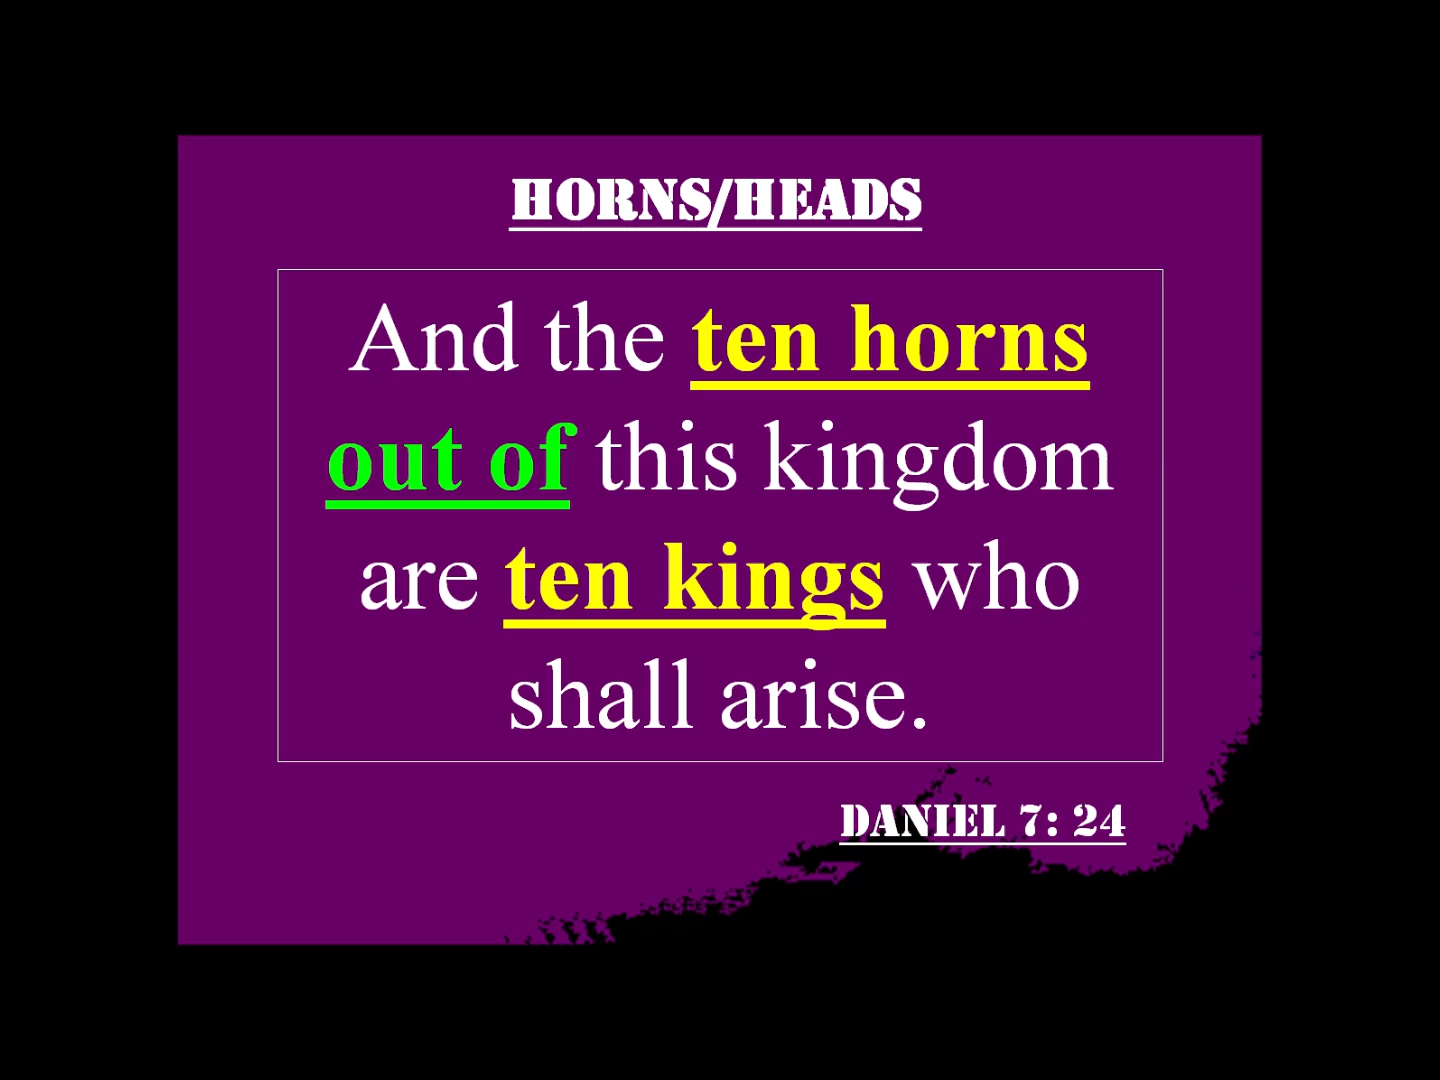 HORNS/HEADS
And the ten horns
out of this kingdom
are ten kings who
shall arise.
DANIEL 7: 24